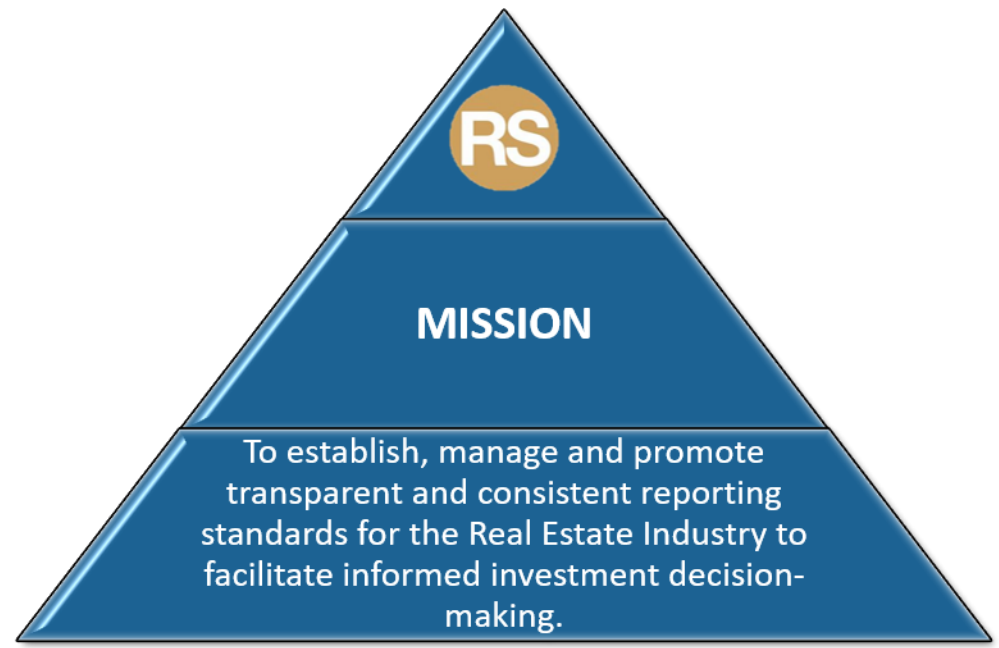 RS
MISSION
To establish, manage and promote
transparent and consistent reporting
standards for the Real Estate Industry to
facilitate informed investment decision-
making.